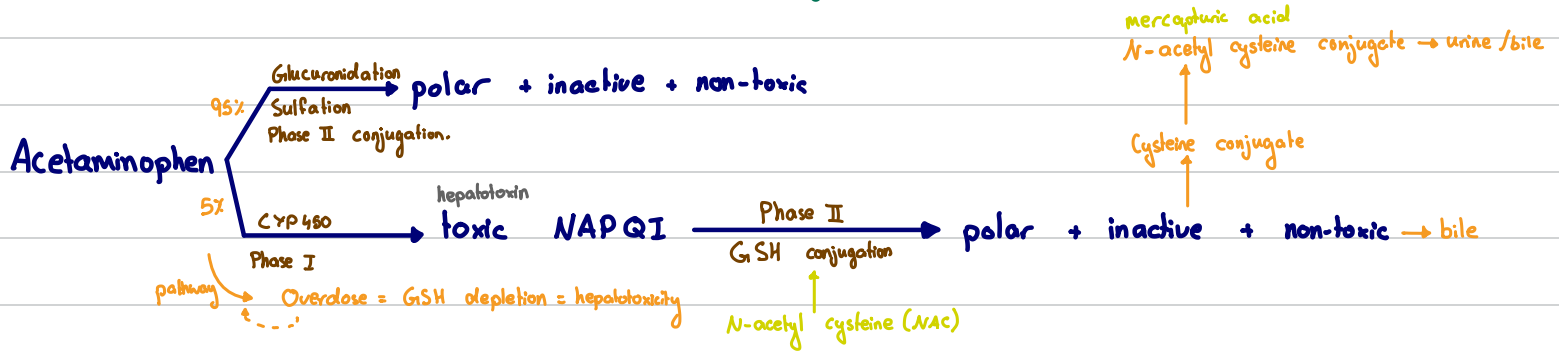 mercapturic acid
N-acetyl cysteine conjugate → urine /bile
Glucuronidation
polar + inactive + non-toxic
95%
Sulfation
Phase II conjugation.
Cysteine conjugate
Acetaminophen
hepatotoxin
5%
CYP450
toxic NAPQI
Phase II
polar + inactive + non-toxic → bile
GSH conjugation
Phase I
pathway
Overdose = GSH depletion = hepatotoxicity
N-acetyl cysteine (NAC)